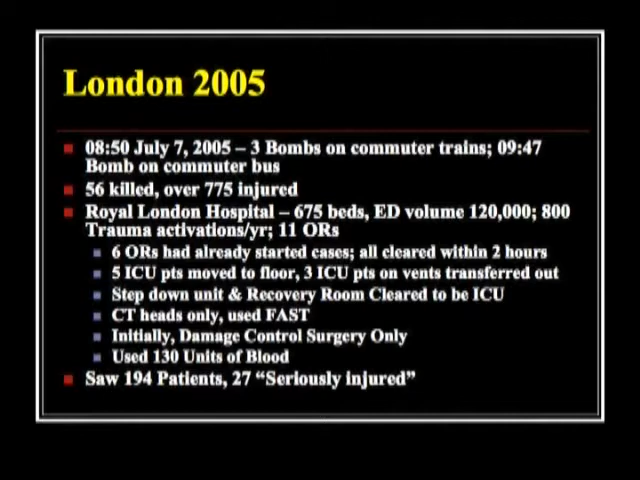 London 2005
08:50 July 7, 2005 – 3 Bombs on commuter trains; 09:47
Bomb on commuter bus
56 killed, over 775 injured
Royal London Hospital – 675 beds, ED volume 120,000; 800
Trauma activations/yr; 11 ORs
6 ORs had already started cases; all cleared within 2 hours
5 ICU pts moved to floor, 3 ICU pts on vents transferred out
Step down unit & Recovery Room Cleared to be ICU
CT heads only, used FAST
Initially, Damage Control Surgery Only
Used 130 Units of Blood
Saw 194 Patients, 27 “Seriously injured”